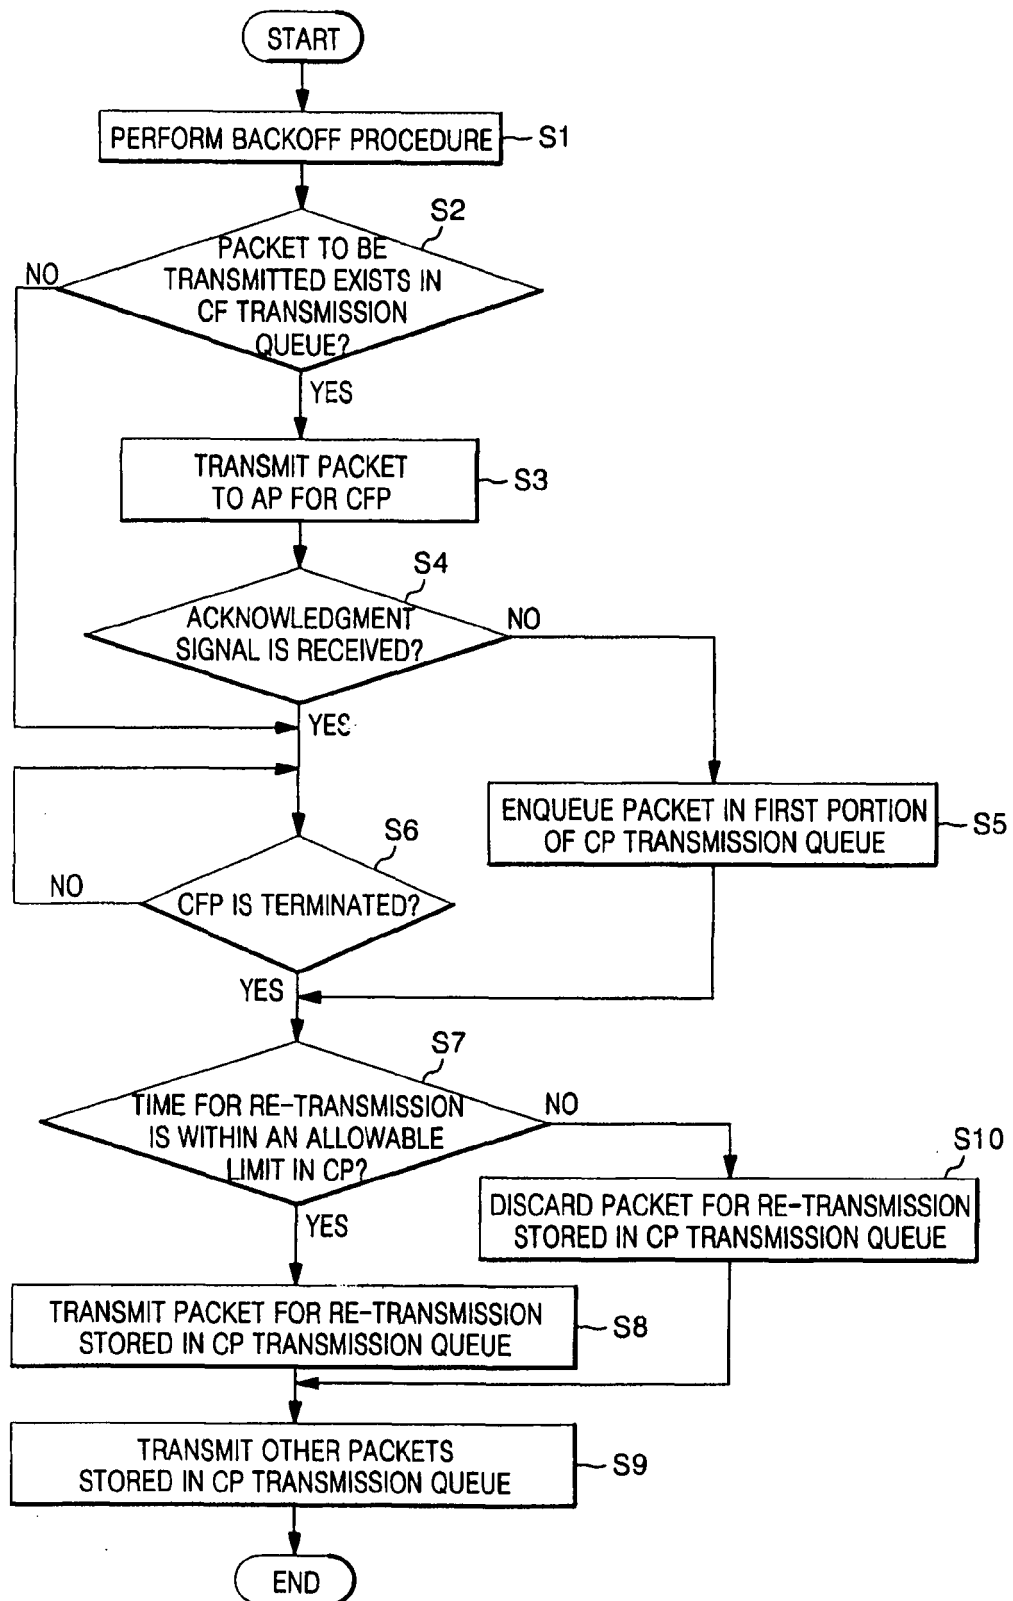 START
PERFORM BACKOFF PROCEDURE
S1
S2
PACKET TO BE
TRANSMITTED EXISTS IN
CF TRANSMISSION
QUEUE?
NO
YES
TRANSMIT PACKET
TO AP FOR CFP
S3
S4
ACKNOWLEDGMENT
SIGNAL IS RECEIVED?
NO
YES
ENQUEUE PACKET IN FIRST PORTION
OF CP TRANSMISSION QUEUE
S5
S6
CFP IS TERMINATED?
NO
YES
S7
TIME FOR RE-TRANSMISSION
IS WITHIN AN ALLOWABLE
LIMIT IN CP?
NO
YES
S10
DISCARD PACKET FOR RE-TRANSMISSION
STORED IN CP TRANSMISSION QUEUE
TRANSMIT PACKET FOR RE-TRANSMISSION
STORED IN CP TRANSMISSION QUEUE
S8
TRANSMIT OTHER PACKETS
STORED IN CP TRANSMISSION QUEUE
S9
END